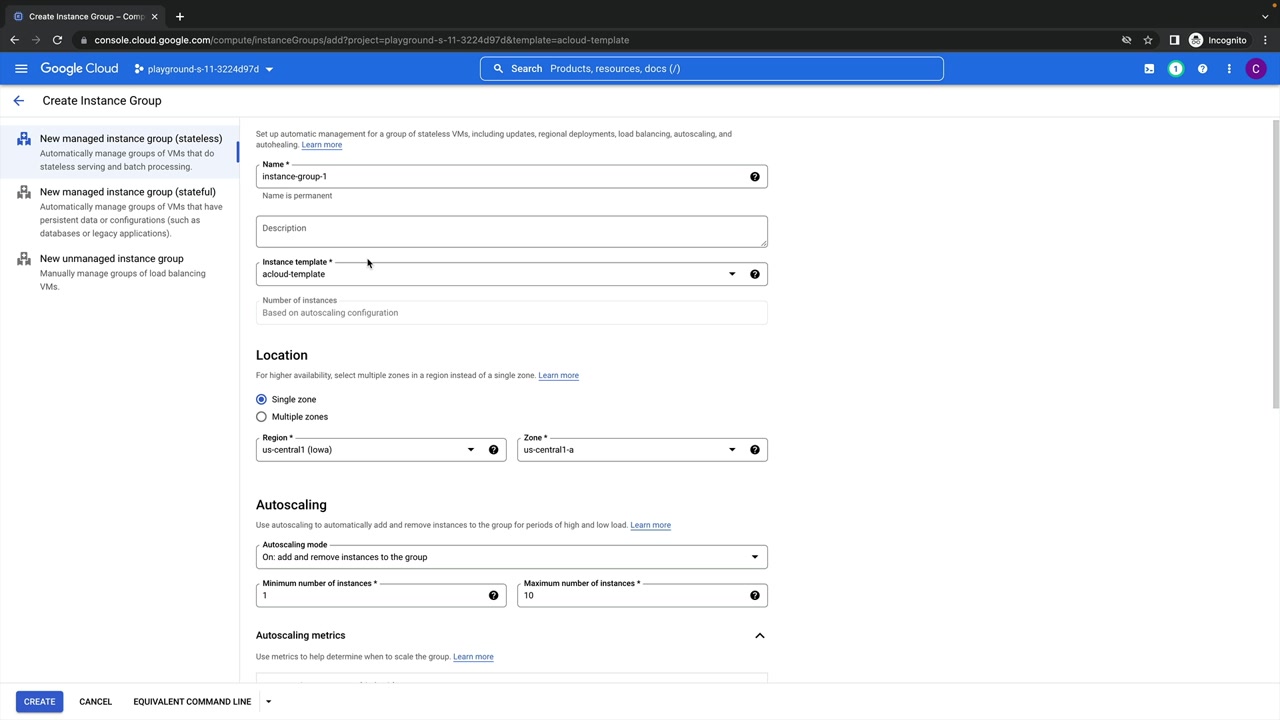 Create Instance Group – Comp
console.cloud.google.com/compute/instanceGroups/add?project=playground-s-11-3224d97d&template=acloud-template
Incognito
Google Cloud
playground-s-11-3224d97d
Search Products, resources, docs (/)
1
C
Create Instance Group
New managed instance group (stateless)
Automatically manage groups of VMs that do
stateless serving and batch processing.
New managed instance group (stateful)
Automatically manage groups of VMs that have
persistent data or configurations (such as
databases or legacy applications).
New unmanaged instance group
Manually manage groups of load balancing
VMs.
Set up automatic management for a group of stateless VMs, including updates, regional deployments, load balancing, autoscaling, and
autohealing. Learn more
Name *
instance-group-1
Name is permanent
Description
Instance template *
acloud-template
Number of instances
Based on autoscaling configuration
Location
For higher availability, select multiple zones in a region instead of a single zone. Learn more
Single zone
Multiple zones
Region *
us-central1 (Iowa)
Zone *
us-central1-a
Autoscaling
Use autoscaling to automatically add and remove instances to the group for periods of high and low load. Learn more
Autoscaling mode
On: add and remove instances to the group
Minimum number of instances *
1
Maximum number of instances *
10
Autoscaling metrics
Use metrics to help determine when to scale the group. Learn more
CREATE
CANCEL
EQUIVALENT COMMAND LINE